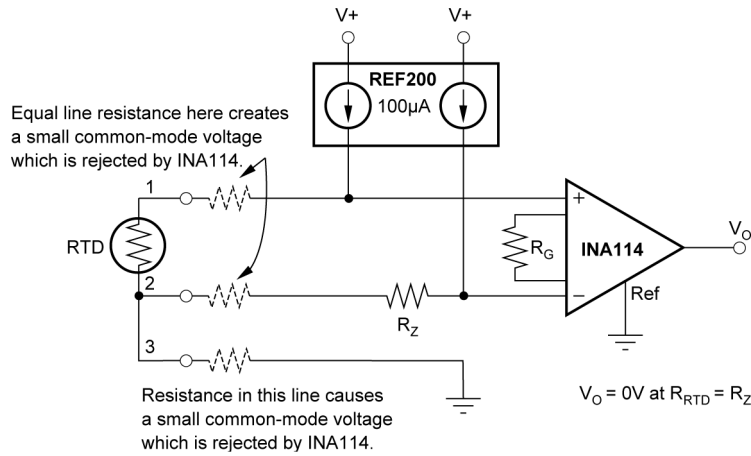 V+ V+
REF200
100µA
Equal line resistance here creates
a small common-mode voltage
which is rejected by INA114.
1
RTD
2
3
R_Z
R_G
+
−
INA114
V_O
Ref
Resistance in this line causes
a small common-mode voltage
which is rejected by INA114.
V_O = 0V at R_RTD = R_Z